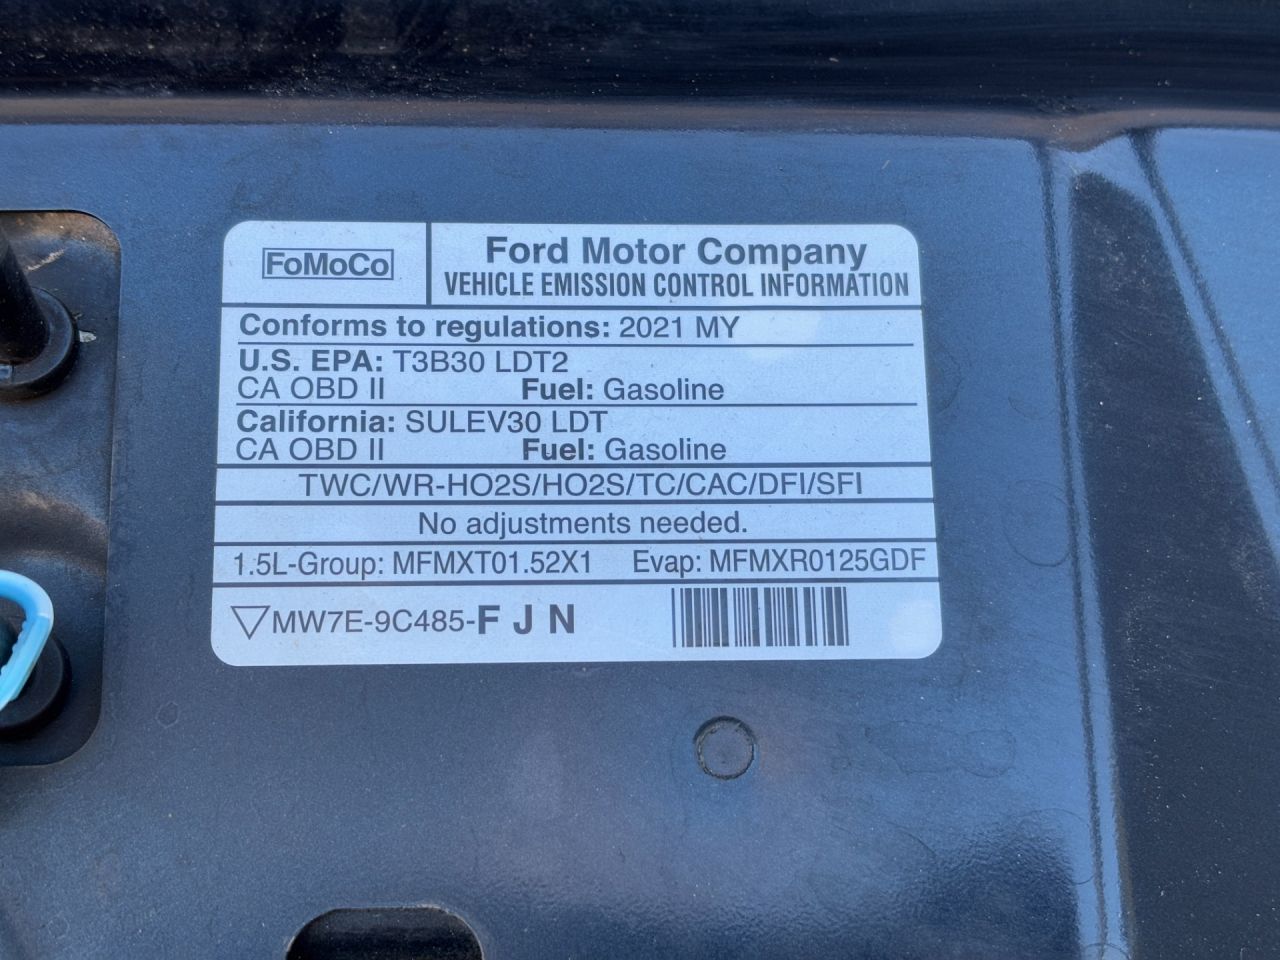 FoMoCo
Ford Motor Company
VEHICLE EMISSION CONTROL INFORMATION
Conforms to regulations: 2021 MY
U.S. EPA: T3B30 LDT2
CA OBD II Fuel: Gasoline
California: SULEV30 LDT
CA OBD II Fuel: Gasoline
TWC/WR-HO2S/HO2S/TC/CAC/DFI/SFI
No adjustments needed.
1.5L-Group: MFMXT01.52X1 Evap: MFMXR0125GDF
MW7E-9C485-F J N